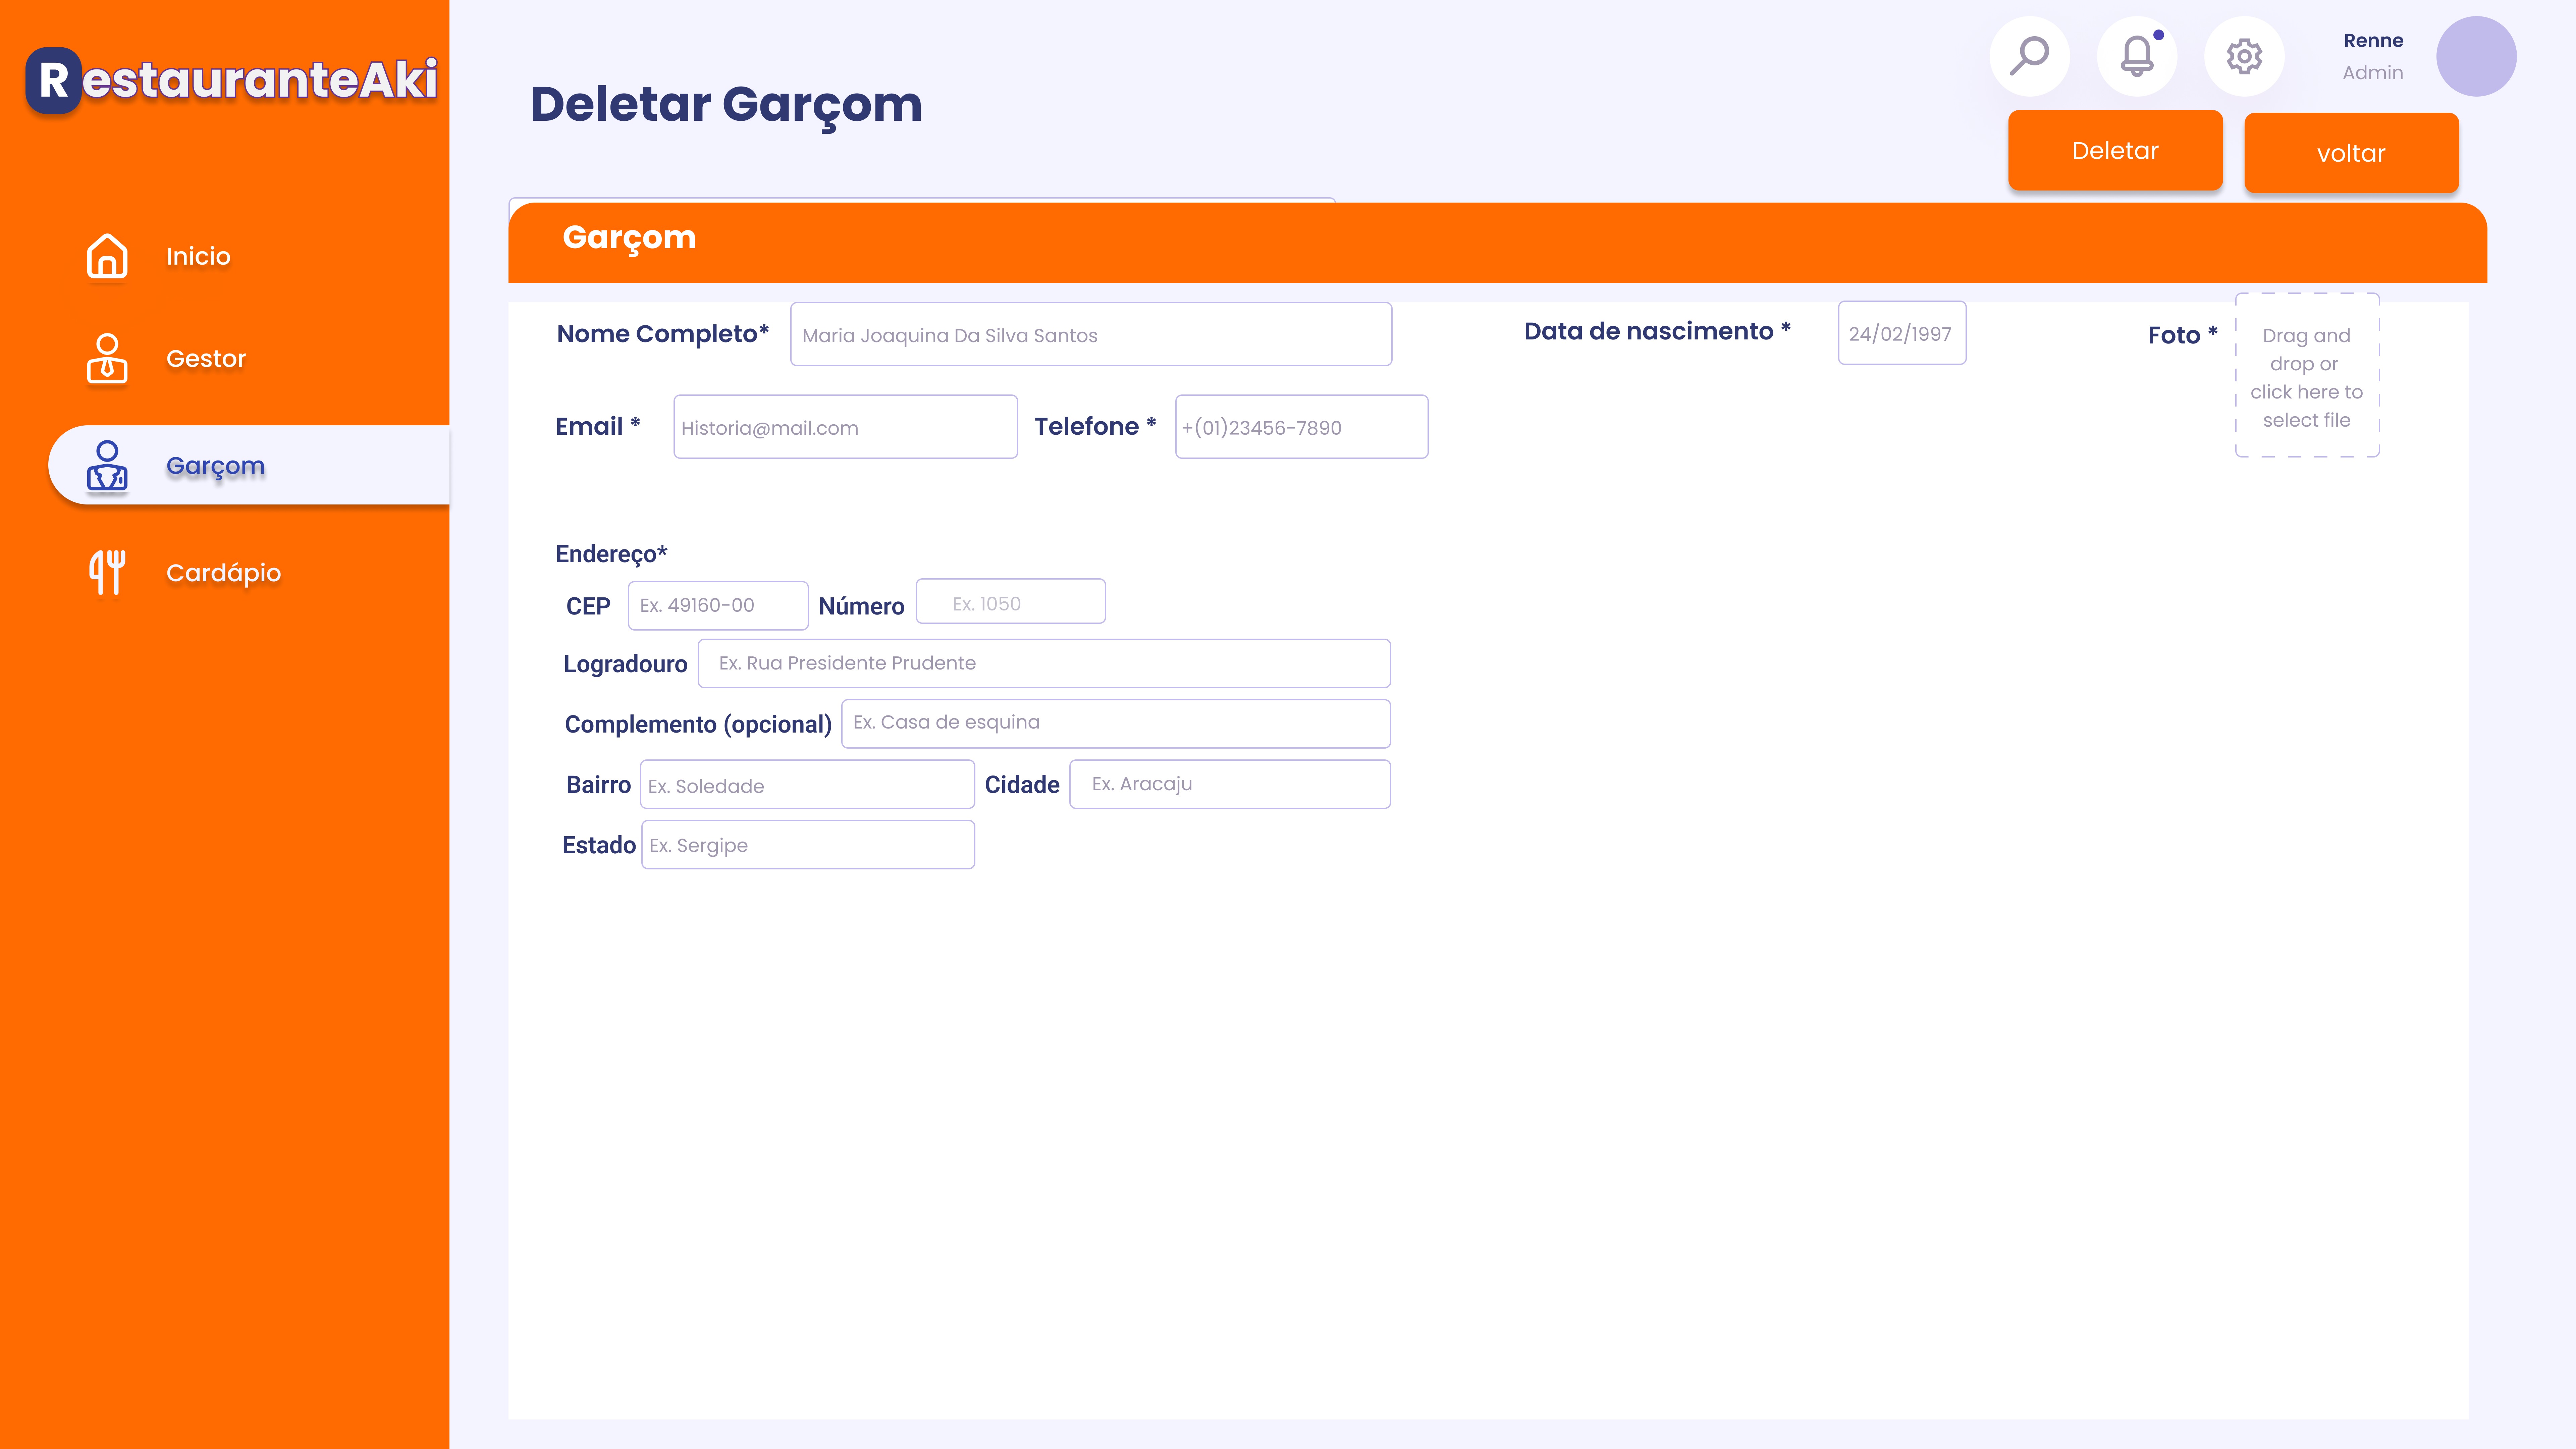 RestauranteAki
Inicio
Gestor
Garçom
Cardápio
Deletar Garçom
Renne
Admin
Deletar
voltar
Garçom
Nome Completo* Maria Joaquina Da Silva Santos
Data de nascimento * 24/02/1997
Foto *
Drag and
drop or
click here to
select file
Email * Historia@mail.com Telefone * +(01)23456-7890
Endereço*
CEP Ex. 49160-00 Número Ex. 1050
Logradouro Ex. Rua Presidente Prudente
Complemento (opcional) Ex. Casa de esquina
Bairro Ex. Soledade Cidade Ex. Aracaju
Estado Ex. Sergipe